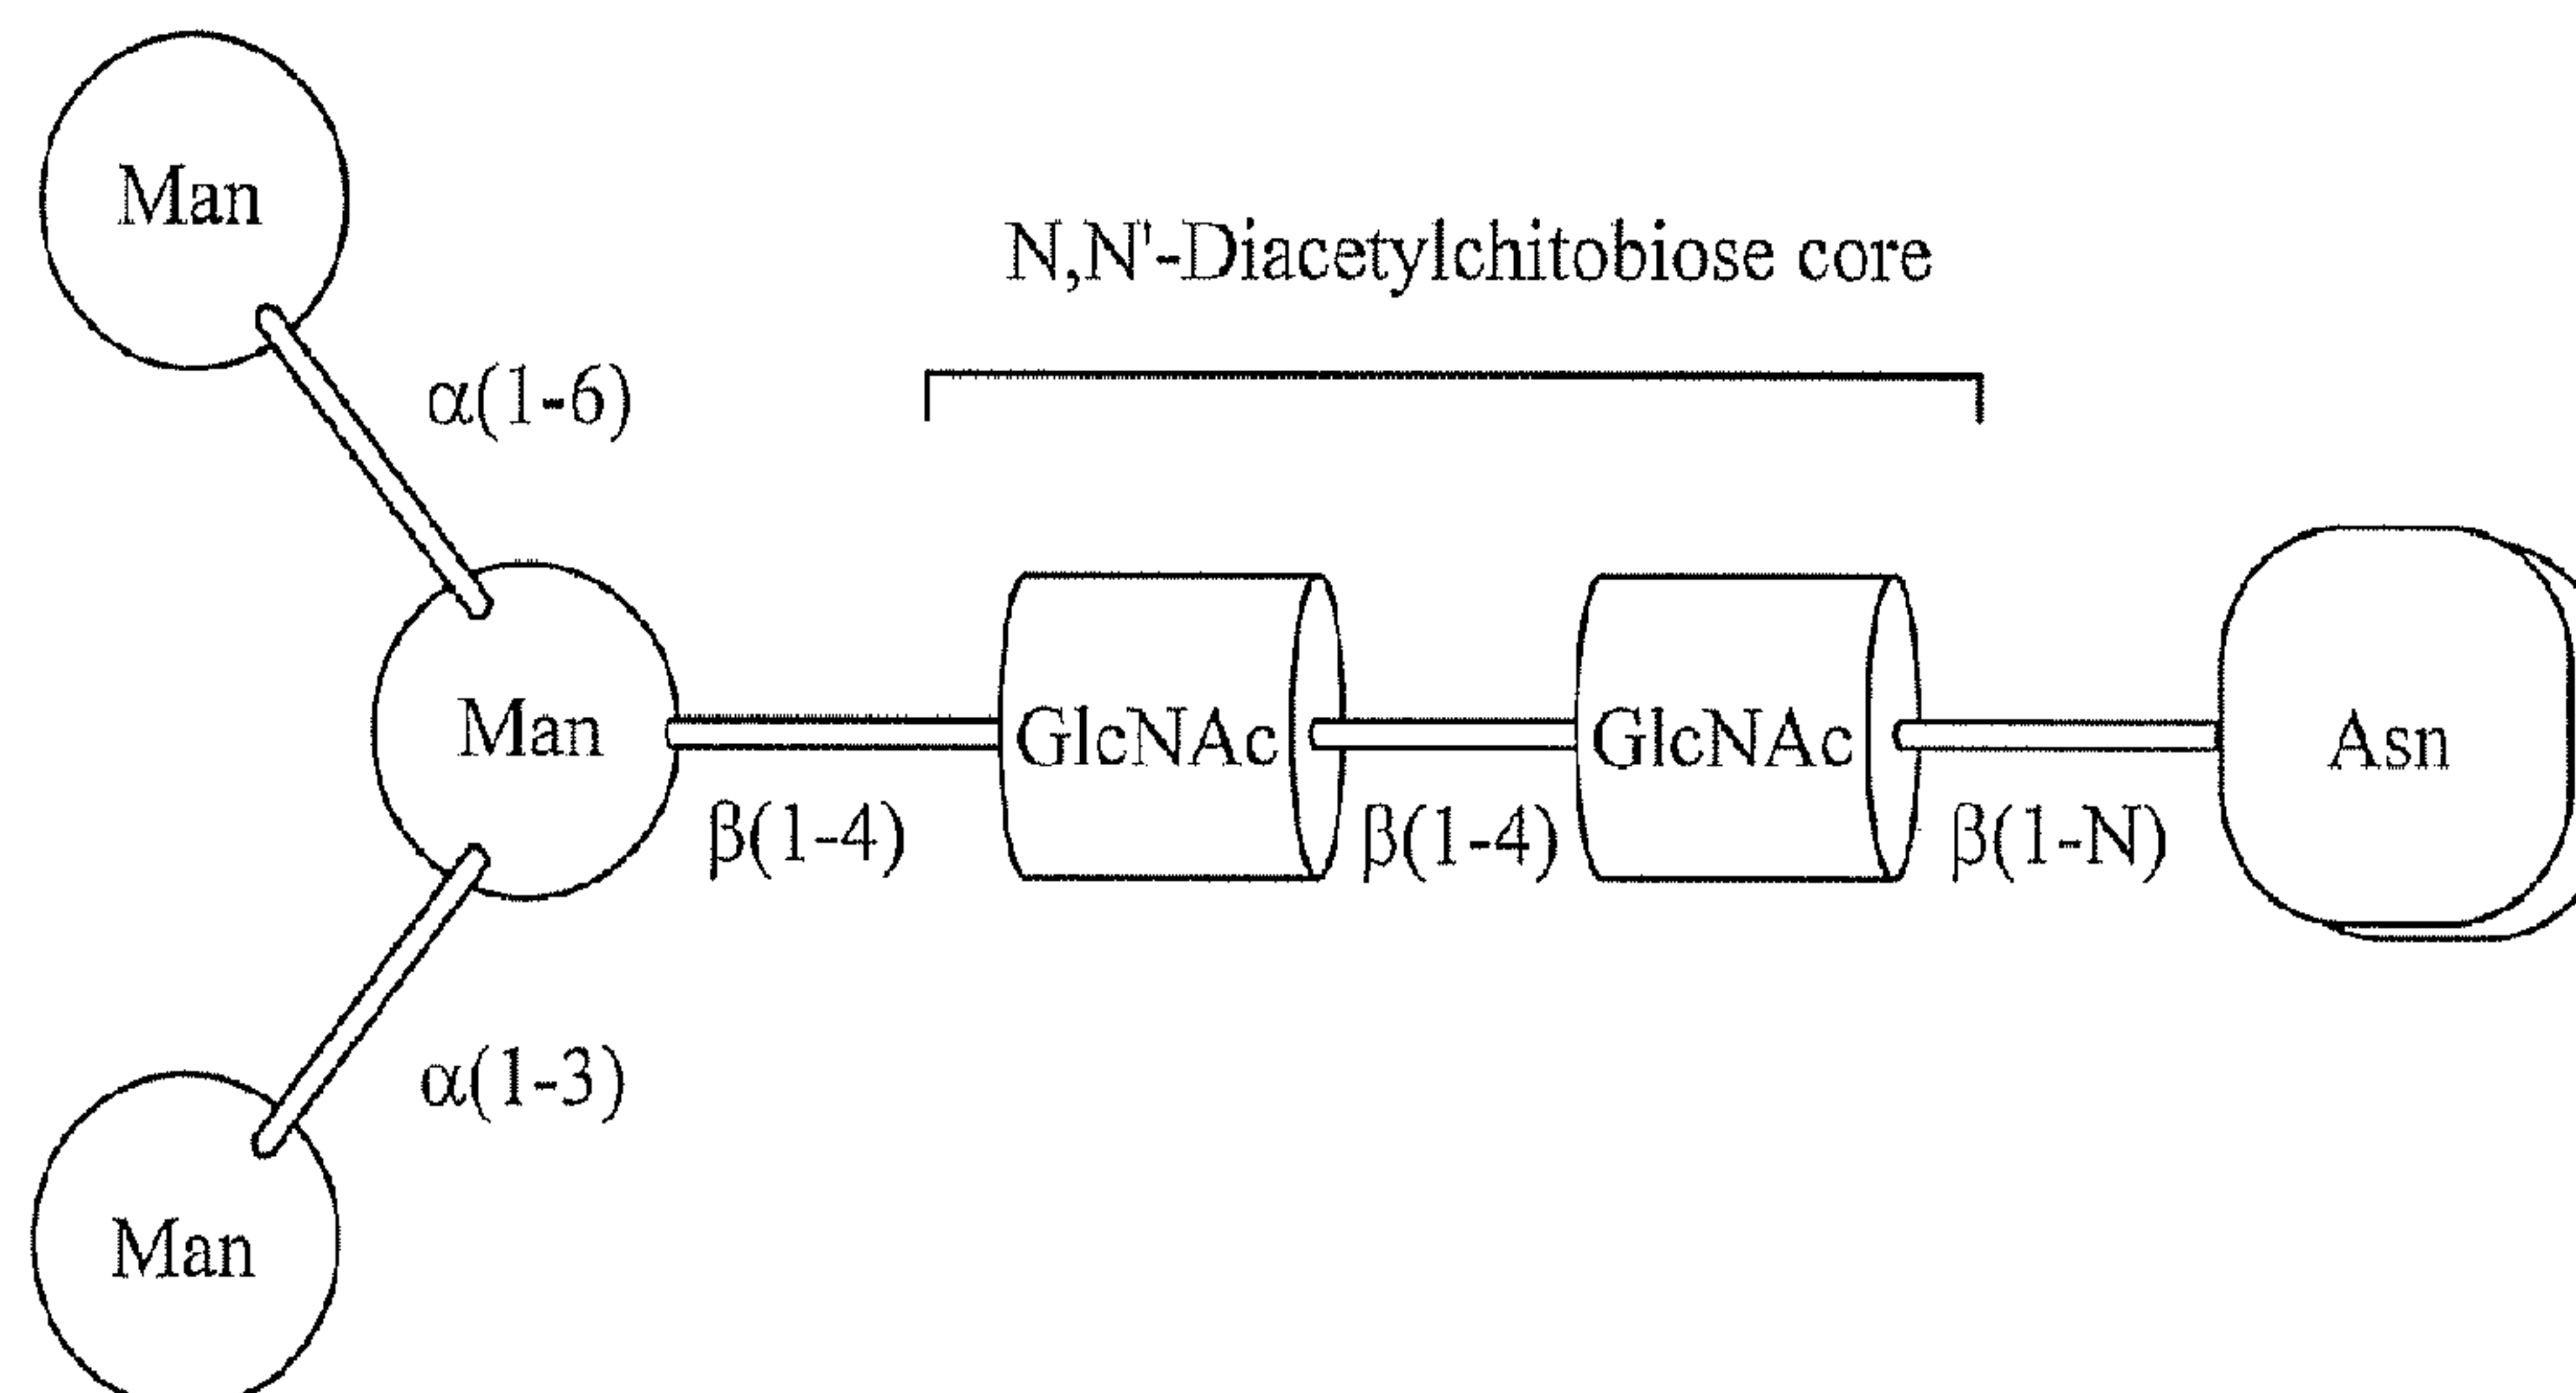 Man
N,N'-Diacetylchitobiose core
α(1-6)
Man
GlcNAc
GlcNAc
Asn
β(1-4)
β(1-4)
β(1-N)
α(1-3)
Man